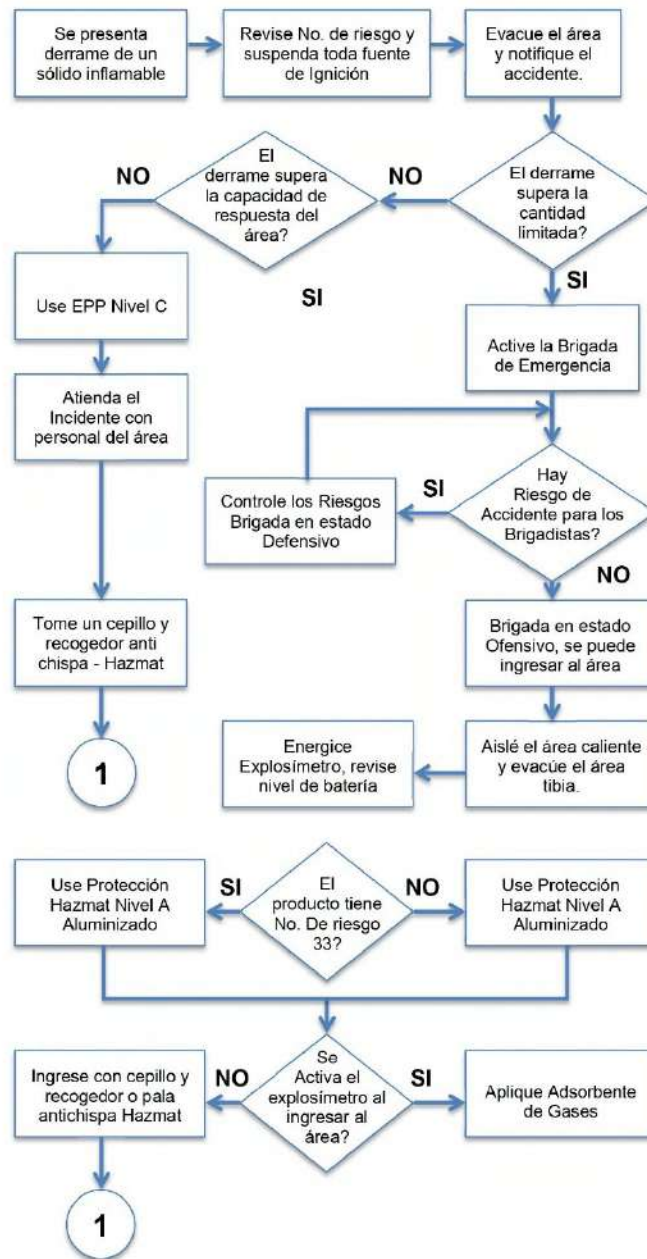 Se presenta
derrame de un
sólido inflamable
Revise No. de riesgo y
suspenda toda fuente
de Ignición
Evacue el área
y notifique el
accidente.
El derrame
supera la
cantidad
limitada?
NO
El
derrame supera
la capacidad de
respuesta del
área?
NO
SI
SI
Use EPP Nivel C
Active la Brigada
de Emergencia
Atienda el
Incidente con
personal del área
Hay
Riesgo de
Accidente para los
Brigadistas?
SI
Controle los Riesgos
Brigada en estado
Defensivo
NO
Tome un cepillo y
recogedor anti
chispa - Hazmat
Brigada en estado
Ofensivo, se puede
ingresar al área
1
Aislé el área caliente
y evacúe el área
tibia.
Energice
Explosímetro, revise
nivel de batería
El
producto tiene
No. De riesgo
33?
SI
Use Protección
Hazmat Nivel A
Aluminizado
NO
Use Protección
Hazmat Nivel A
Aluminizado
Se
Activa el
explosímetro al
ingresar al
área?
NO
Ingrese con cepillo y
recogedor o pala
antichispa Hazmat
SI
Aplique Adsorbente
de Gases
1